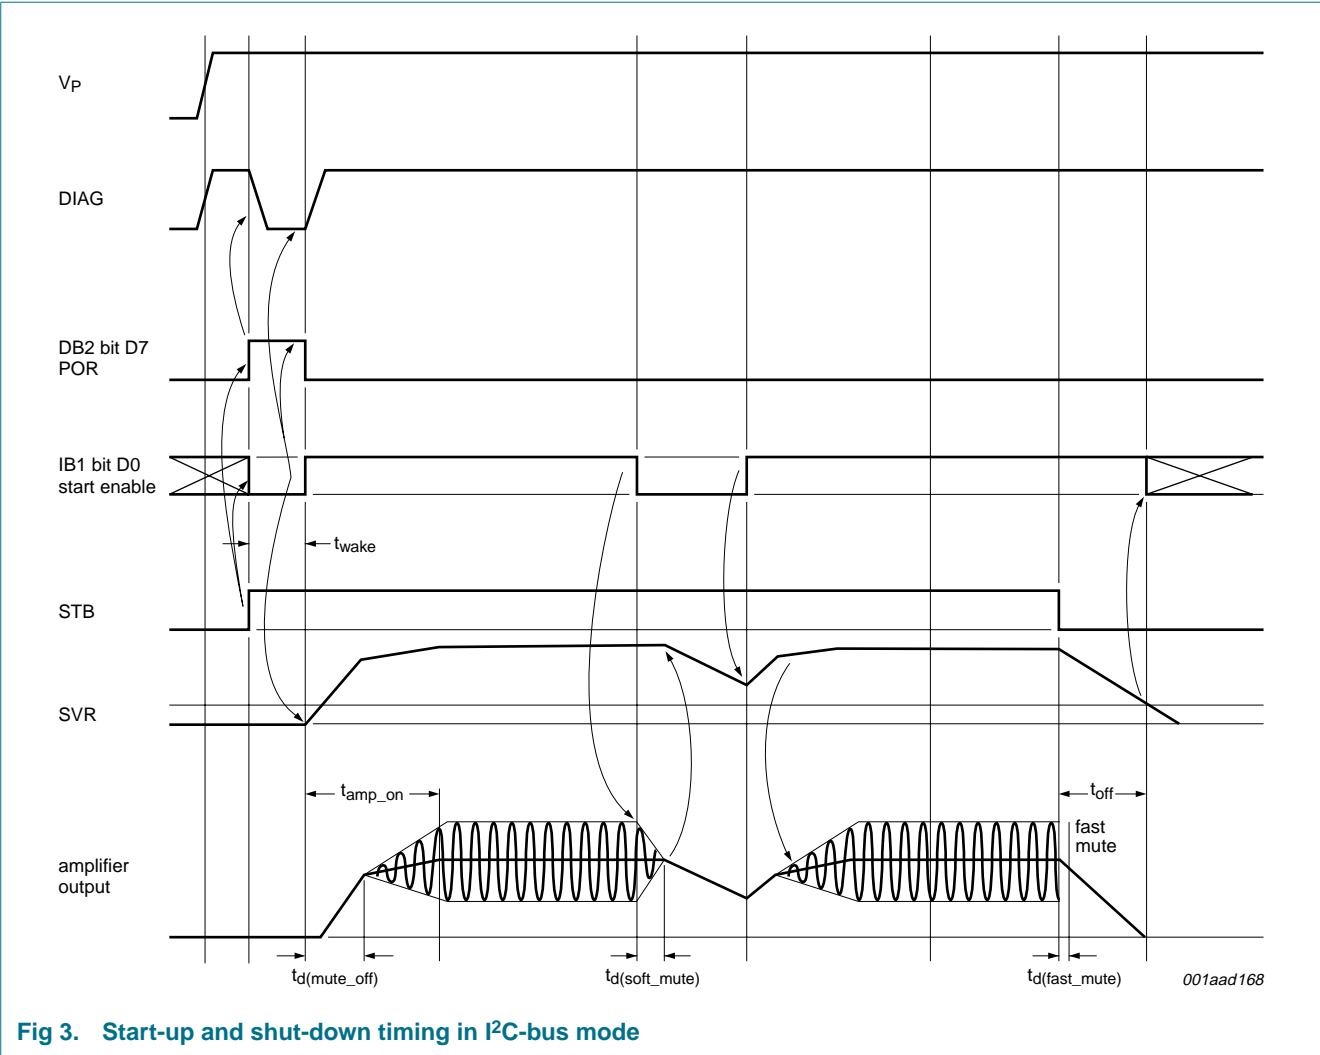 VP
DIAG
DB2 bit D7
POR
IB1 bit D0
start enable
twake
STB
SVR
tamp_on
toff
fast
mute
amplifier
output
td(mute_off)
td(soft_mute)
td(fast_mute)
001aad168
Fig 3. Start-up and shut-down timing in I2C-bus mode